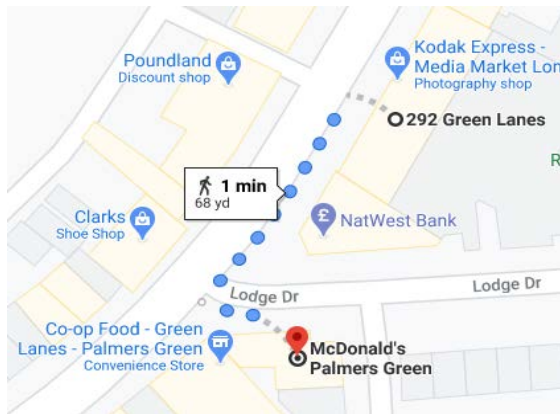 Poundland
Discount shop
Kodak Express -
Media Market Lon
Photography shop
292 Green Lanes
R
1 min
68 yd
Clarks
Shoe Shop
£
NatWest Bank
Lodge Dr
Lodge Dr
Co-op Food - Green
Lanes - Palmers Green
Convenience Store
McDonald's
Palmers Green